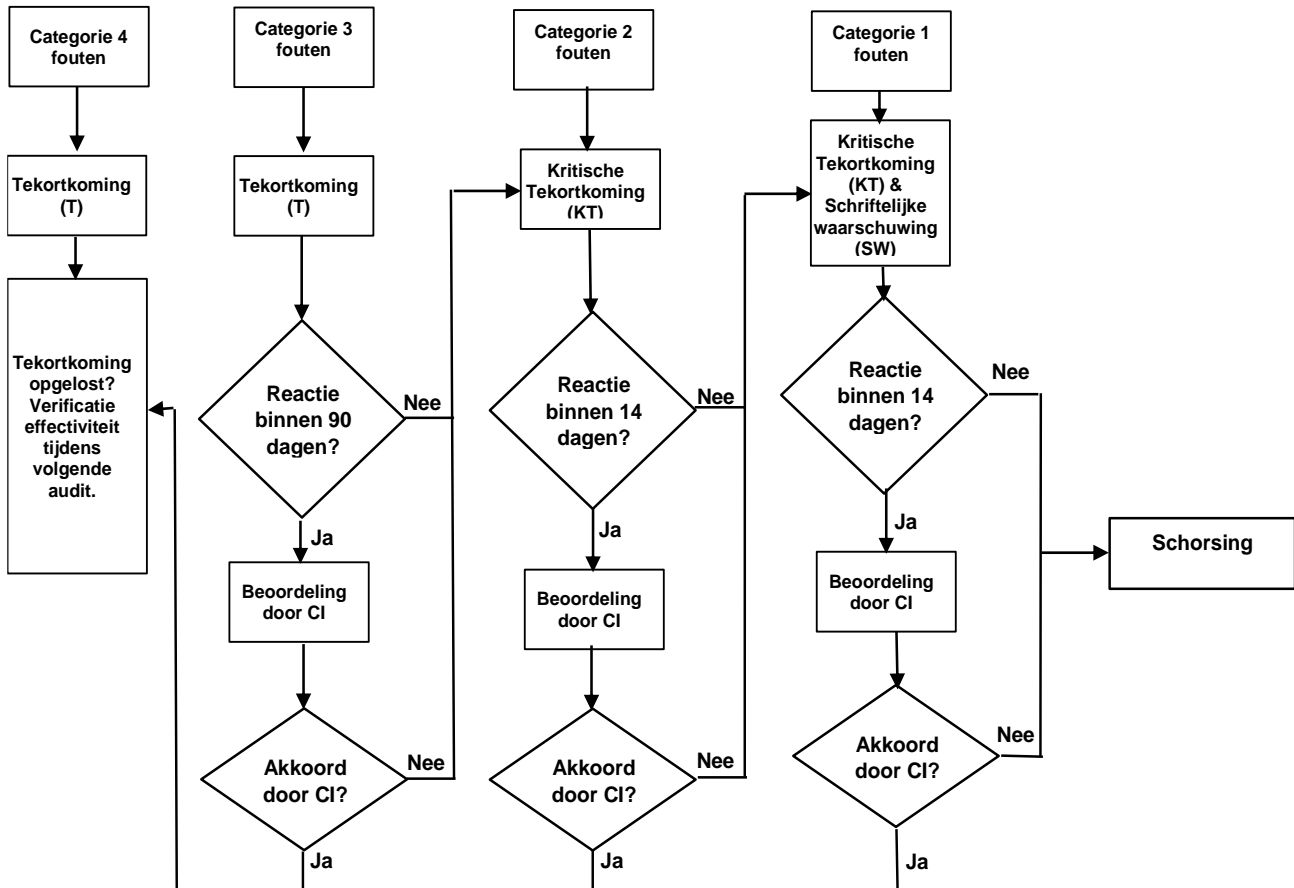 Categorie 4
fouten
Categorie 3
fouten
Categorie 2
fouten
Categorie 1
fouten
Tekortkoming
(T)
Tekortkoming
(T)
Kritische
Tekortkoming
(KT)
Kritische
Tekortkoming
(KT) &
Schriftelijke
waarschuwing
(SW)
Tekortkoming
opgelost?
Verificatie
effectiviteit
tijdens
volgende
audit.
Reactie
binnen 90
dagen?
Nee
Reactie
binnen 14
dagen?
Nee
Reactie
binnen 14
dagen?
Nee
Ja
Ja
Ja
Beoordeling
door CI
Beoordeling
door CI
Beoordeling
door CI
Schorsing
Akkoord
door CI?
Nee
Akkoord
door CI?
Nee
Akkoord
door CI?
Nee
Ja
Ja
Ja